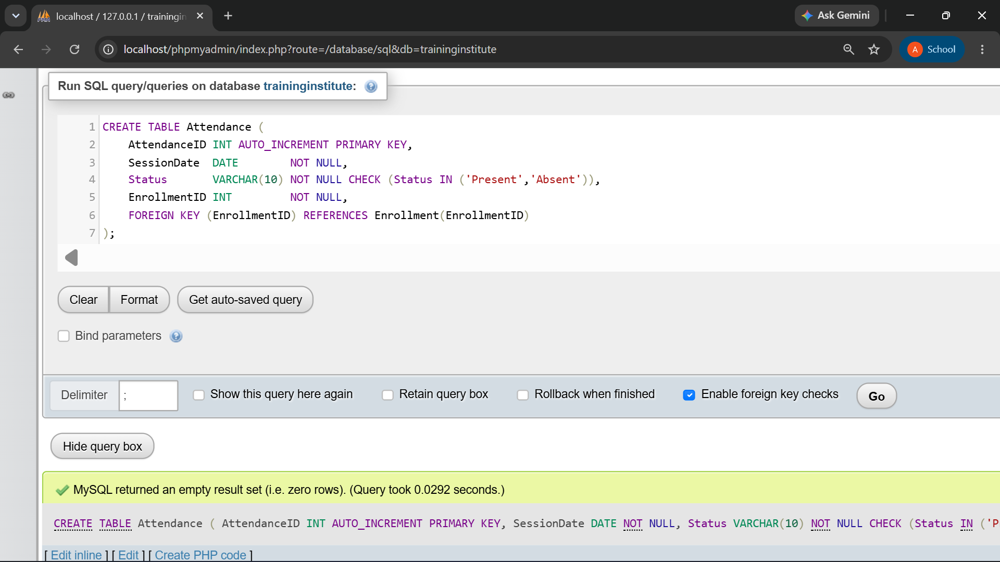 localhost / 127.0.0.1 / trainingin
Ask Gemini
localhost/phpmyadmin/index.php?route=/database/sql&db=traininginstitute
A School
Run SQL query/queries on database traininginstitute:
1 CREATE TABLE Attendance (
2 AttendanceID INT AUTO_INCREMENT PRIMARY KEY,
3 SessionDate DATE NOT NULL,
4 Status VARCHAR(10) NOT NULL CHECK (Status IN ('Present','Absent')),
5 EnrollmentID INT NOT NULL,
6 FOREIGN KEY (EnrollmentID) REFERENCES Enrollment(EnrollmentID)
7 );
Clear Format Get auto-saved query
Bind parameters
Delimiter ; Show this query here again Retain query box Rollback when finished Enable foreign key checks Go
Hide query box
MySQL returned an empty result set (i.e. zero rows). (Query took 0.0292 seconds.)
CREATE TABLE Attendance ( AttendanceID INT AUTO_INCREMENT PRIMARY KEY, SessionDate DATE NOT NULL, Status VARCHAR(10) NOT NULL CHECK (Status IN ('P
[ Edit inline ] [ Edit ] [ Create PHP code ]